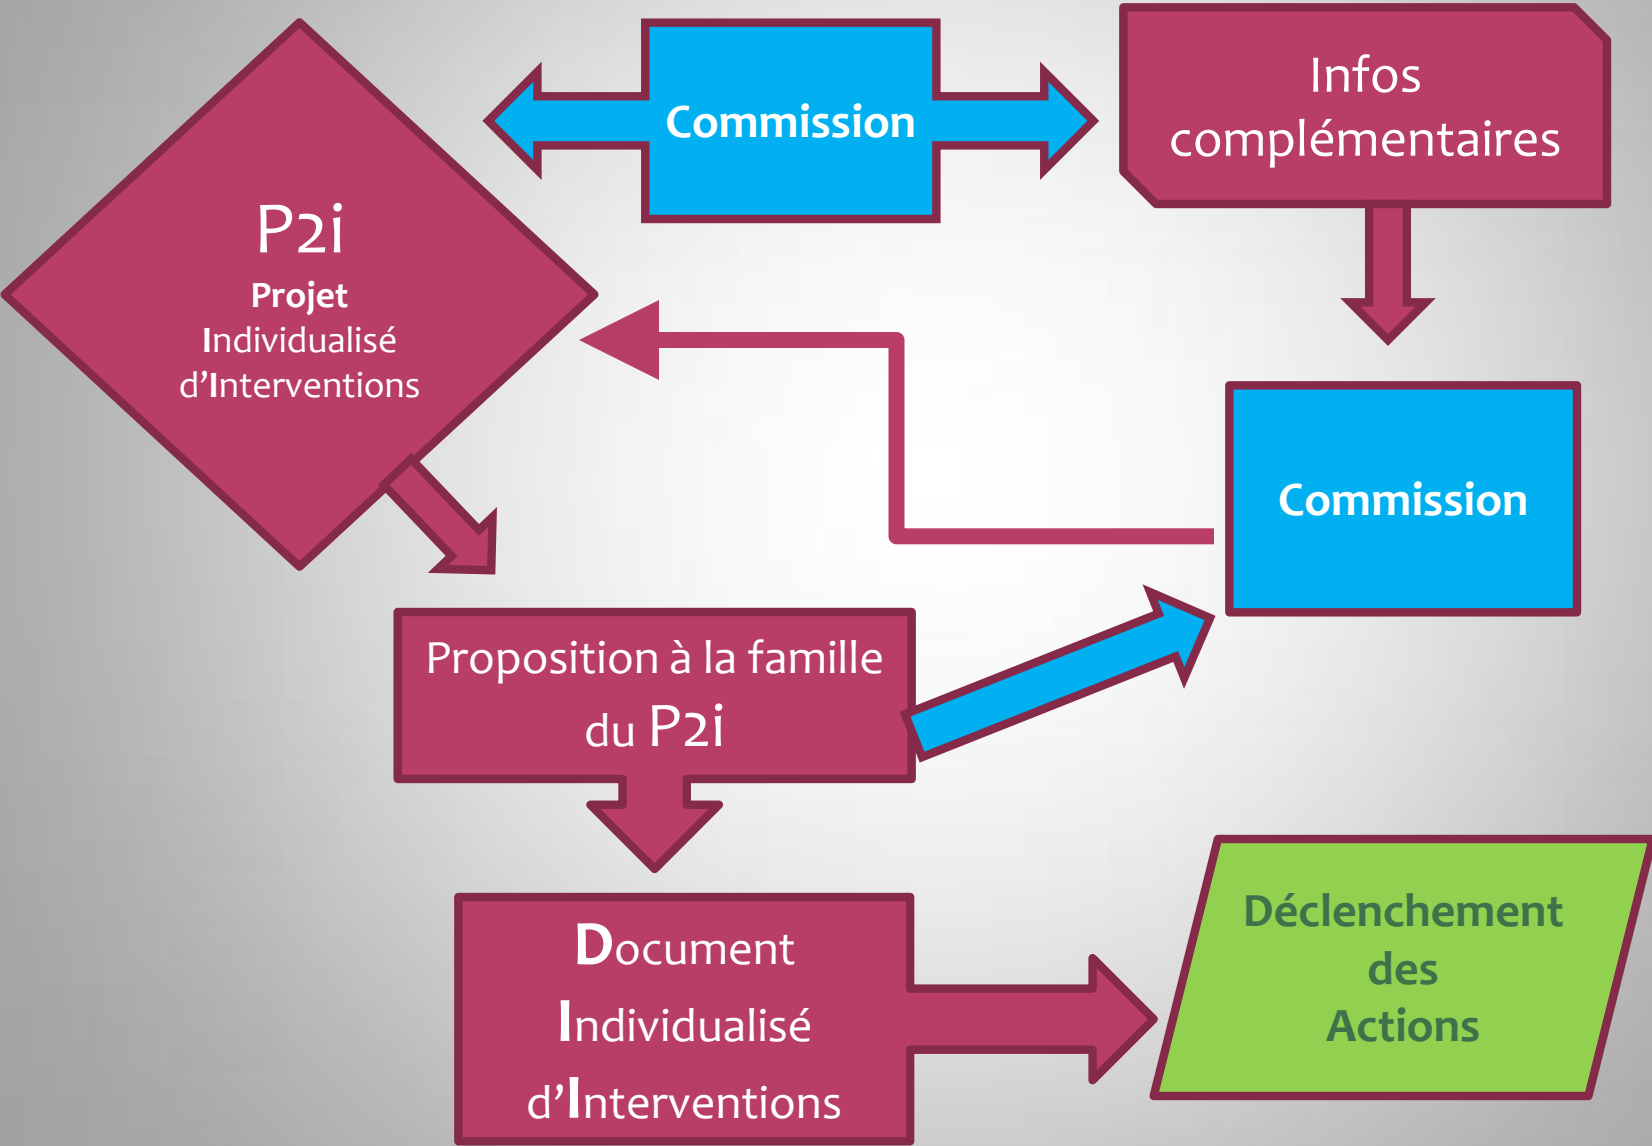 Commission
Infos
complémentaires
P2i
Projet
Individualisé
d’Interventions
Commission
Proposition à la famille
du P2i
Document
Individualisé
d’Interventions
Déclenchement
des
Actions